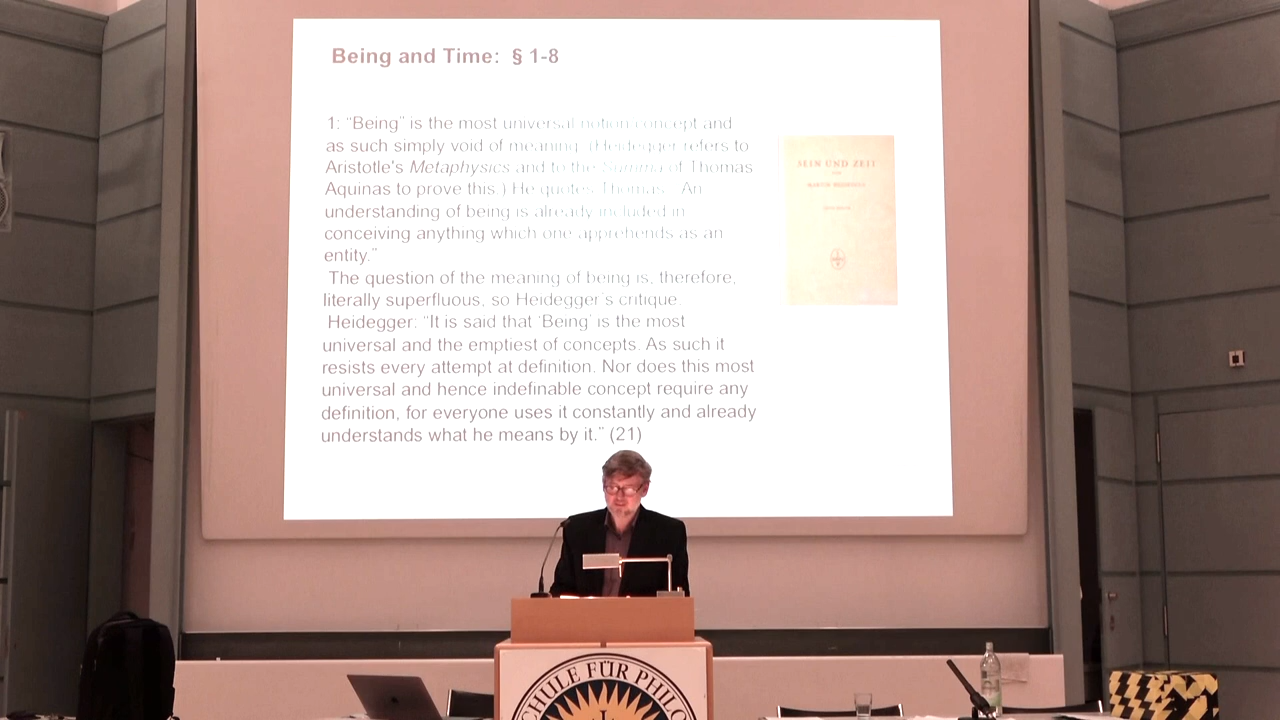 Being and Time: § 1-8
1: “Being” is the most universal notion concept and
as such simply void of meaning. (Heidegger refers to
Aristotle's Metaphysics and to the Summa of Thomas
Aquinas to prove this.) He quotes Thomas: An
understanding of being is already included in
conceiving anything which one apprehends as an
entity.”
The question of the meaning of being is, therefore,
literally superfluous, so Heidegger's critique.
Heidegger: “It is said that ‘Being’ is the most
universal and the emptiest of concepts. As such it
resists every attempt at definition. Nor does this most
universal and hence indefinable concept require any
definition, for everyone uses it constantly and already
understands what he means by it.” (21)
SEIN UND ZEIT
MARTIN HEIDEGGER
CHULE FÜR PHILO